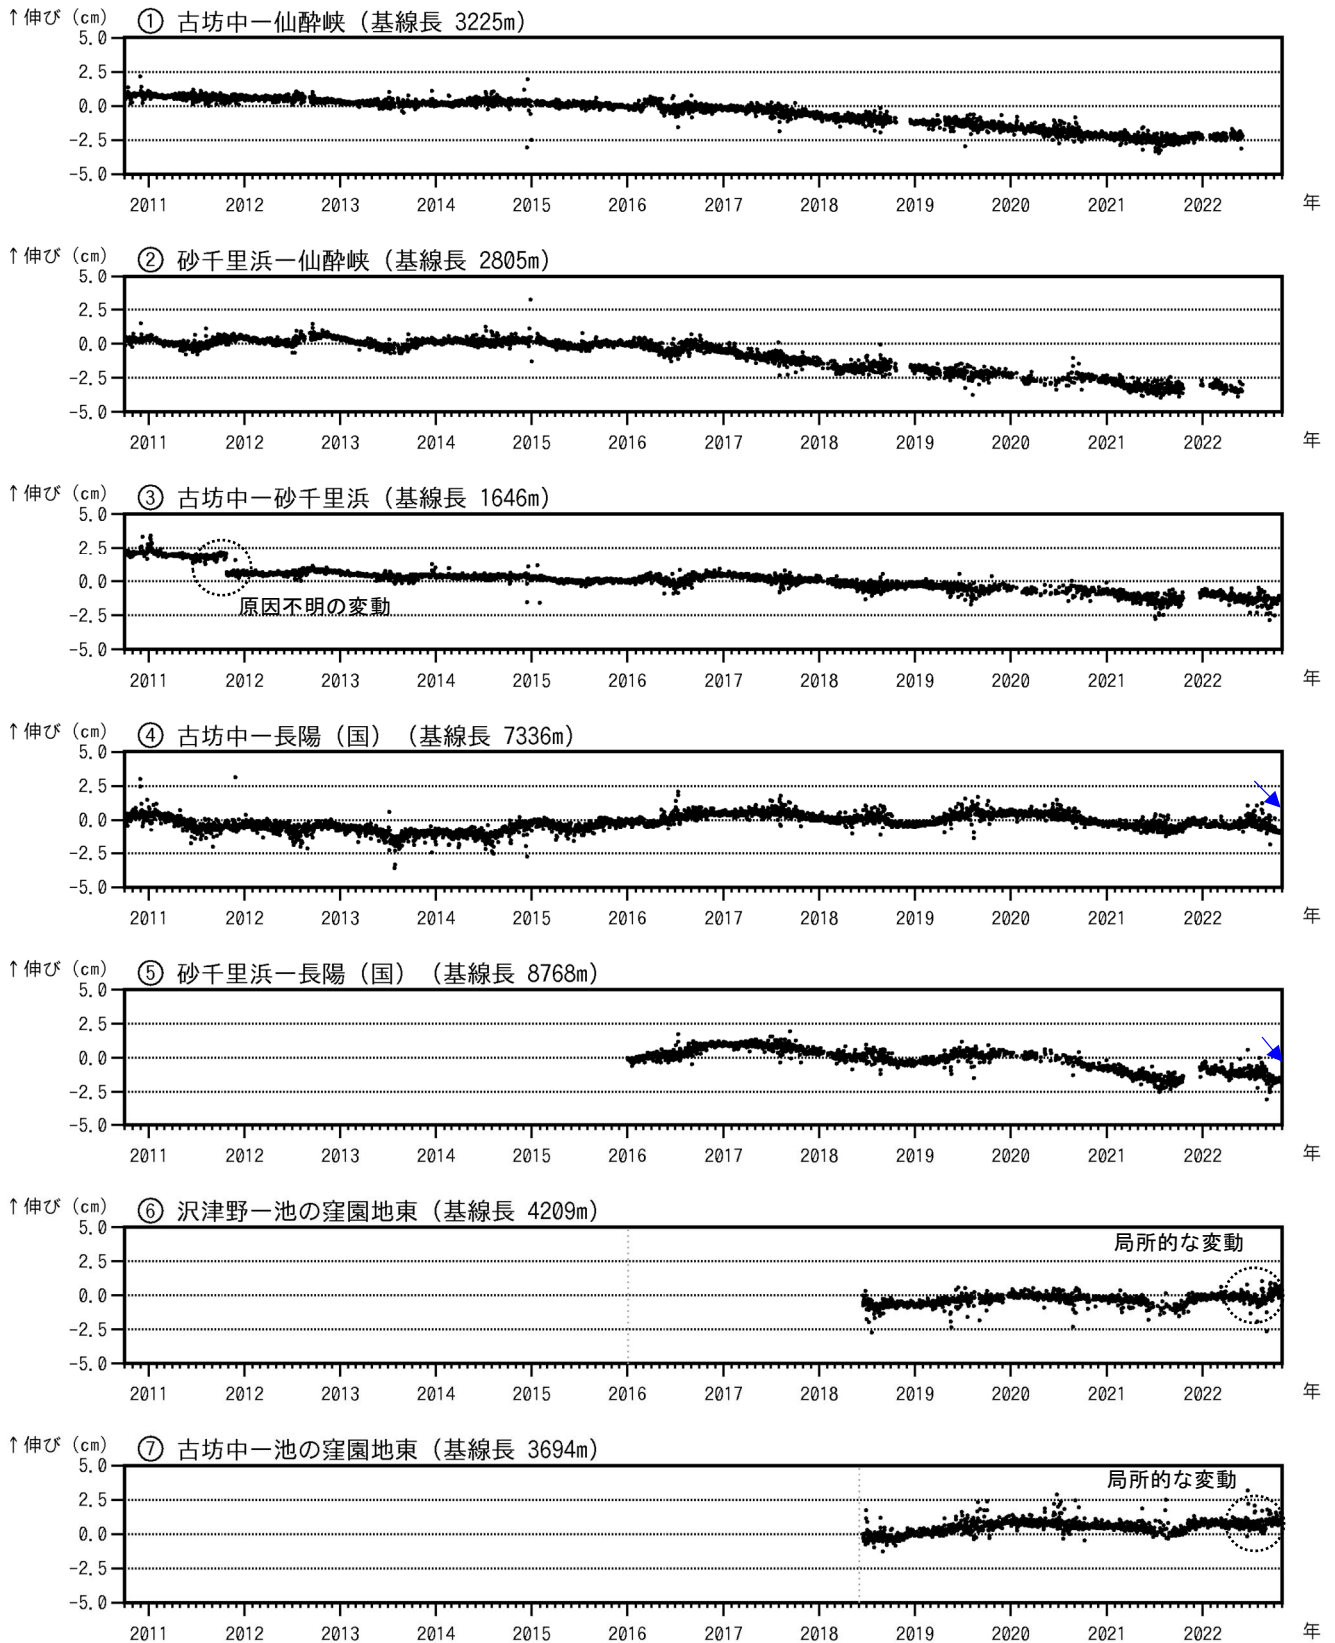 ↑伸び（cm） ① 古坊中ー仙酔峡（基線長 3225m）
5.0
2.5
0.0
-2.5
-5.0
2011 2012 2013 2014 2015 2016 2017 2018 2019 2020 2021 2022 年
↑伸び（cm） ② 砂千里浜ー仙酔峡（基線長 2805m）
5.0
2.5
0.0
-2.5
-5.0
2011 2012 2013 2014 2015 2016 2017 2018 2019 2020 2021 2022 年
↑伸び（cm） ③ 古坊中ー砂千里浜（基線長 1646m）
5.0
2.5
0.0
原因不明の変動
-2.5
-5.0
2011 2012 2013 2014 2015 2016 2017 2018 2019 2020 2021 2022 年
↑伸び（cm） ④ 古坊中ー長陽（国）（基線長 7336m）
5.0
2.5
0.0
-2.5
-5.0
2011 2012 2013 2014 2015 2016 2017 2018 2019 2020 2021 2022 年
↑伸び（cm） ⑤ 砂千里浜ー長陽（国）（基線長 8768m）
5.0
2.5
0.0
-2.5
-5.0
2011 2012 2013 2014 2015 2016 2017 2018 2019 2020 2021 2022 年
↑伸び（cm） ⑥ 沢津野ー池の窪園地東（基線長 4209m）
5.0
局所的な変動
2.5
0.0
-2.5
-5.0
2011 2012 2013 2014 2015 2016 2017 2018 2019 2020 2021 2022 年
↑伸び（cm） ⑦ 古坊中ー池の窪園地東（基線長 3694m）
5.0
局所的な変動
2.5
0.0
-2.5
-5.0
2011 2012 2013 2014 2015 2016 2017 2018 2019 2020 2021 2022 年